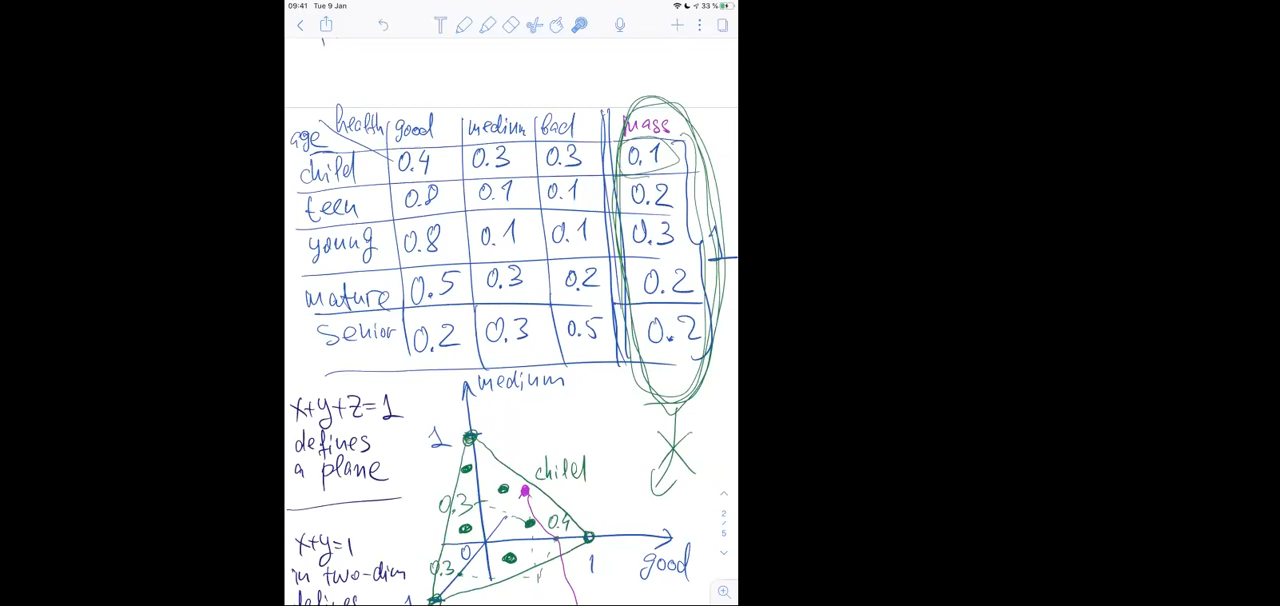 09:41 Tue 9 Jan
33 %
T
age health good medium bad mass
child 0.4 0.3 0.3 0.1
teen 0.8 0.1 0.1 0.2
young 0.8 0.1 0.1 0.3
mature 0.5 0.3 0.2 0.2
senior 0.2 0.3 0.5 0.2
medium
x+y+z=1
defines
a plane
1
child
0.3
0.4
0
0.3
1
good
1
x+y=1
in two-dim
defines
2
5